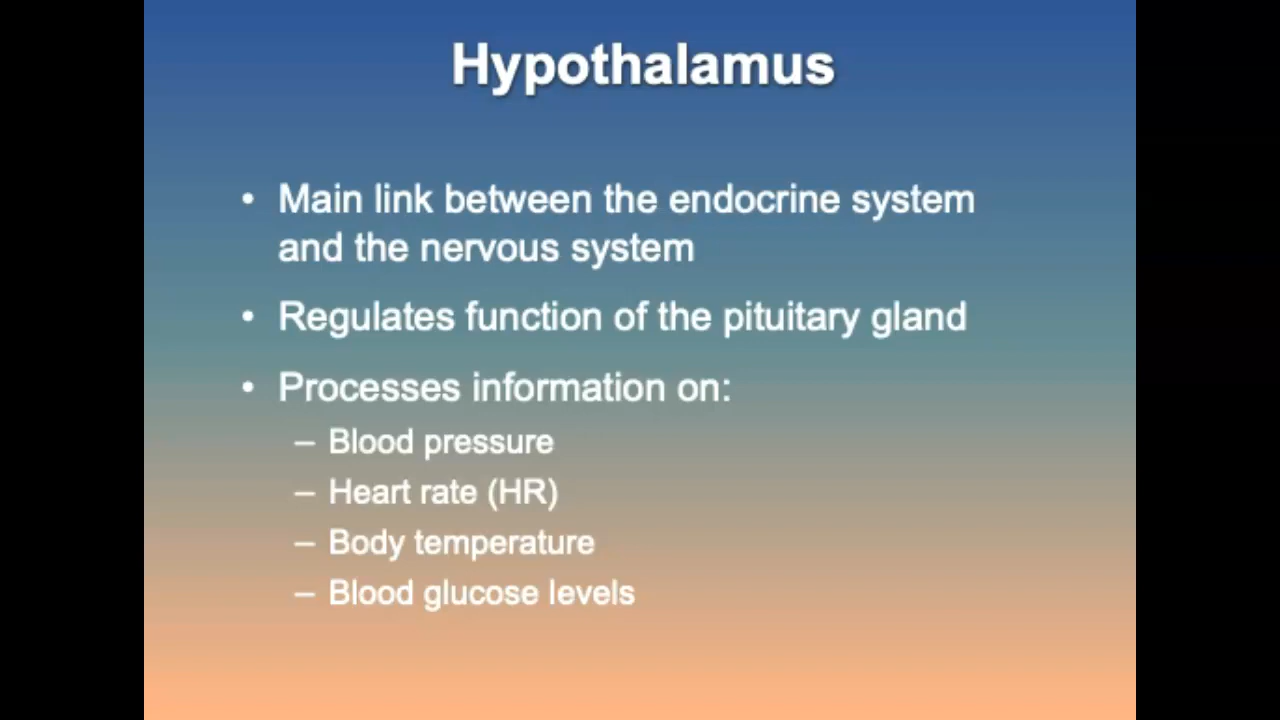 Hypothalamus
• Main link between the endocrine system
and the nervous system
• Regulates function of the pituitary gland
• Processes information on:
– Blood pressure
– Heart rate (HR)
– Body temperature
– Blood glucose levels